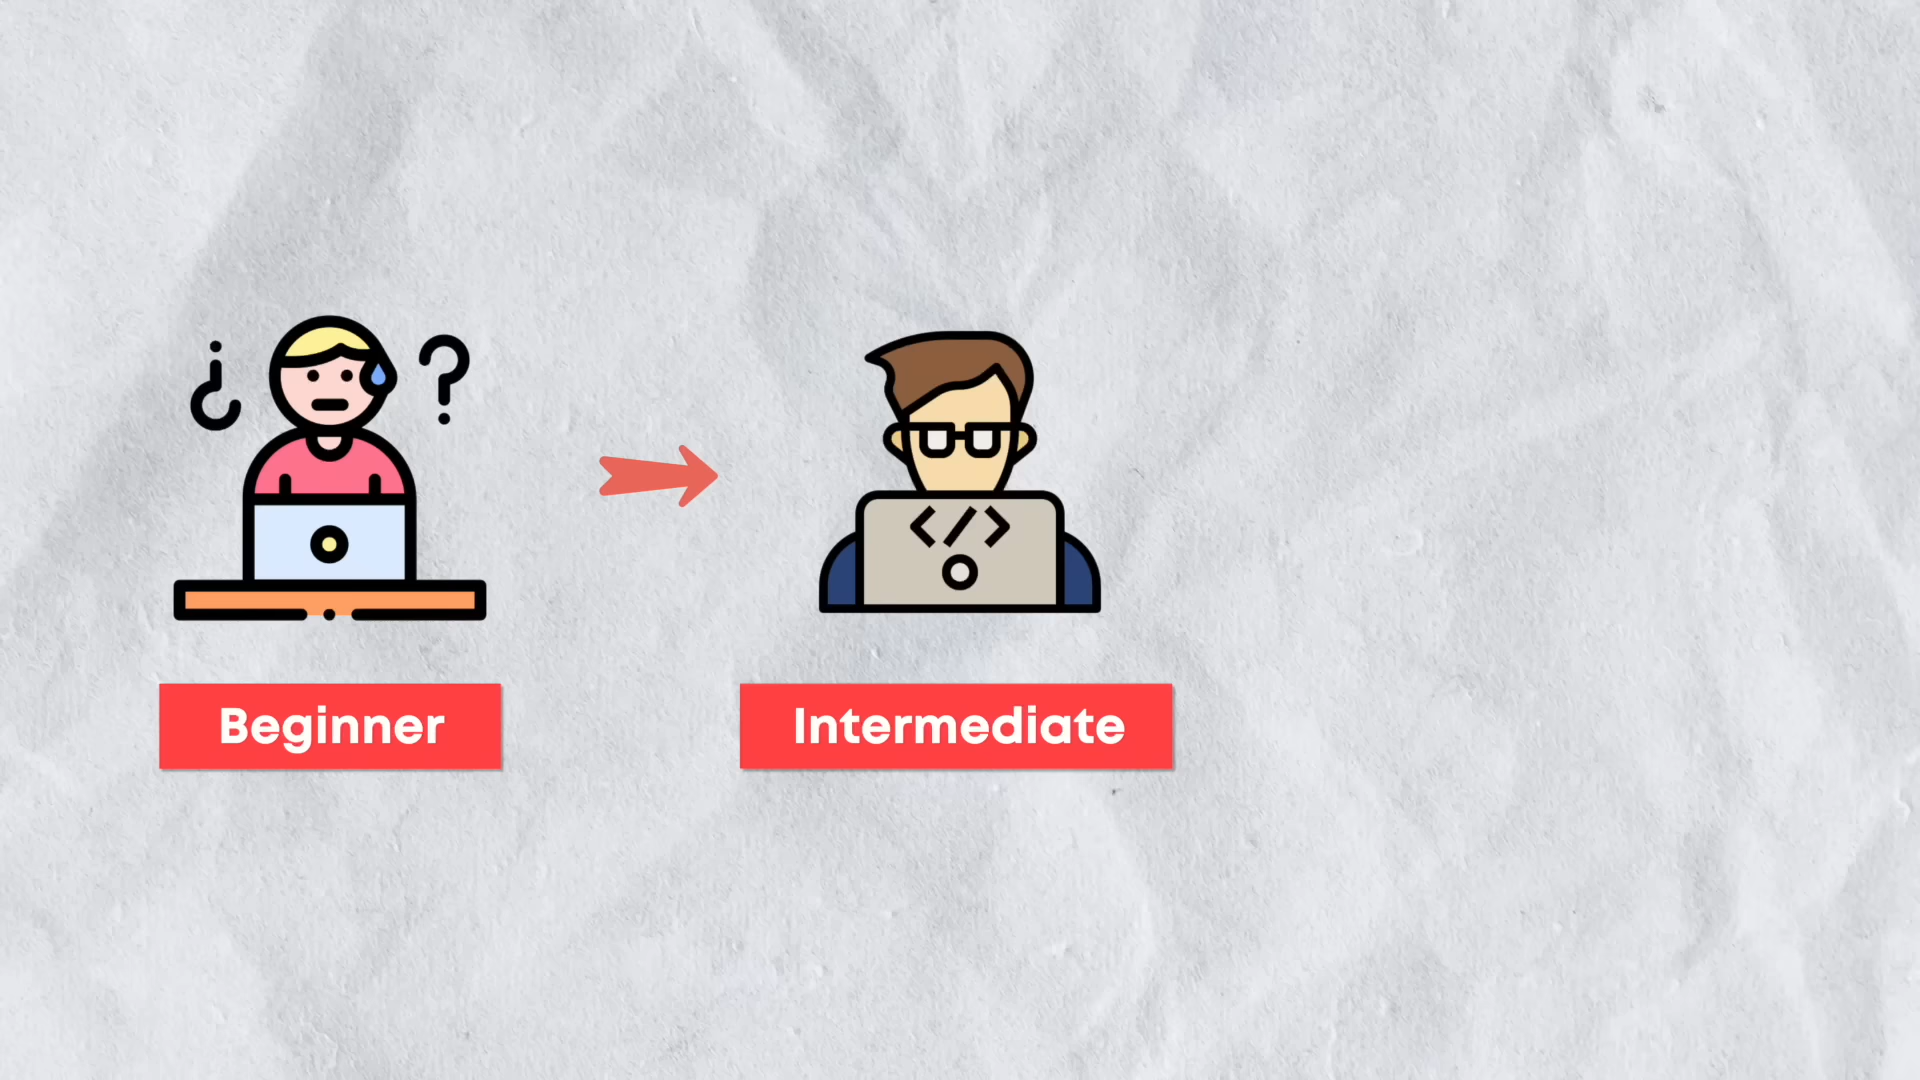 ¿ ?
</>
Beginner
Intermediate